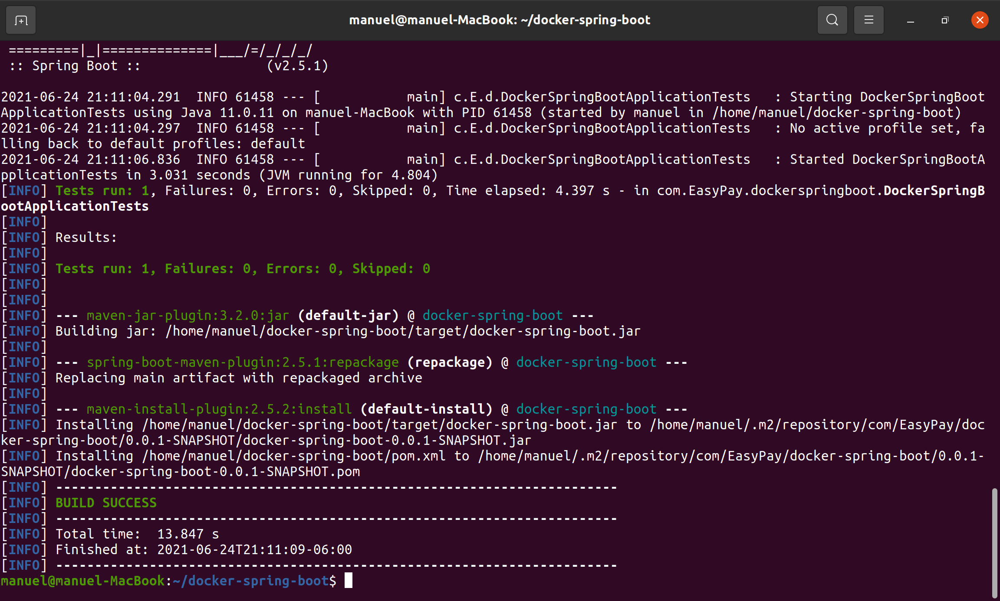 manuel@manuel-MacBook: ~/docker-spring-boot
 =========|_|==============|___/=/_/_/_/
 :: Spring Boot ::                (v2.5.1)
2021-06-24 21:11:04.291  INFO 61458 --- [           main] c.E.d.DockerSpringBootApplicationTests   : Starting DockerSpringBoot
ApplicationTests using Java 11.0.11 on manuel-MacBook with PID 61458 (started by manuel in /home/manuel/docker-spring-boot)
2021-06-24 21:11:04.297  INFO 61458 --- [           main] c.E.d.DockerSpringBootApplicationTests   : No active profile set, fa
lling back to default profiles: default
2021-06-24 21:11:06.836  INFO 61458 --- [           main] c.E.d.DockerSpringBootApplicationTests   : Started DockerSpringBootA
pplicationTests in 3.031 seconds (JVM running for 4.804)
[INFO] Tests run: 1, Failures: 0, Errors: 0, Skipped: 0, Time elapsed: 4.397 s - in com.EasyPay.dockerspringboot.DockerSpringB
ootApplicationTests
[INFO]
[INFO] Results:
[INFO]
[INFO] Tests run: 1, Failures: 0, Errors: 0, Skipped: 0
[INFO]
[INFO]
[INFO] --- maven-jar-plugin:3.2.0:jar (default-jar) @ docker-spring-boot ---
[INFO] Building jar: /home/manuel/docker-spring-boot/target/docker-spring-boot.jar
[INFO]
[INFO] --- spring-boot-maven-plugin:2.5.1:repackage (repackage) @ docker-spring-boot ---
[INFO] Replacing main artifact with repackaged archive
[INFO]
[INFO] --- maven-install-plugin:2.5.2:install (default-install) @ docker-spring-boot ---
[INFO] Installing /home/manuel/docker-spring-boot/target/docker-spring-boot.jar to /home/manuel/.m2/repository/com/EasyPay/doc
ker-spring-boot/0.0.1-SNAPSHOT/docker-spring-boot-0.0.1-SNAPSHOT.jar
[INFO] Installing /home/manuel/docker-spring-boot/pom.xml to /home/manuel/.m2/repository/com/EasyPay/docker-spring-boot/0.0.1-
SNAPSHOT/docker-spring-boot-0.0.1-SNAPSHOT.pom
[INFO] ------------------------------------------------------------------------
[INFO] BUILD SUCCESS
[INFO] ------------------------------------------------------------------------
[INFO] Total time:  13.847 s
[INFO] Finished at: 2021-06-24T21:11:09-06:00
[INFO] ------------------------------------------------------------------------
manuel@manuel-MacBook:~/docker-spring-boot$